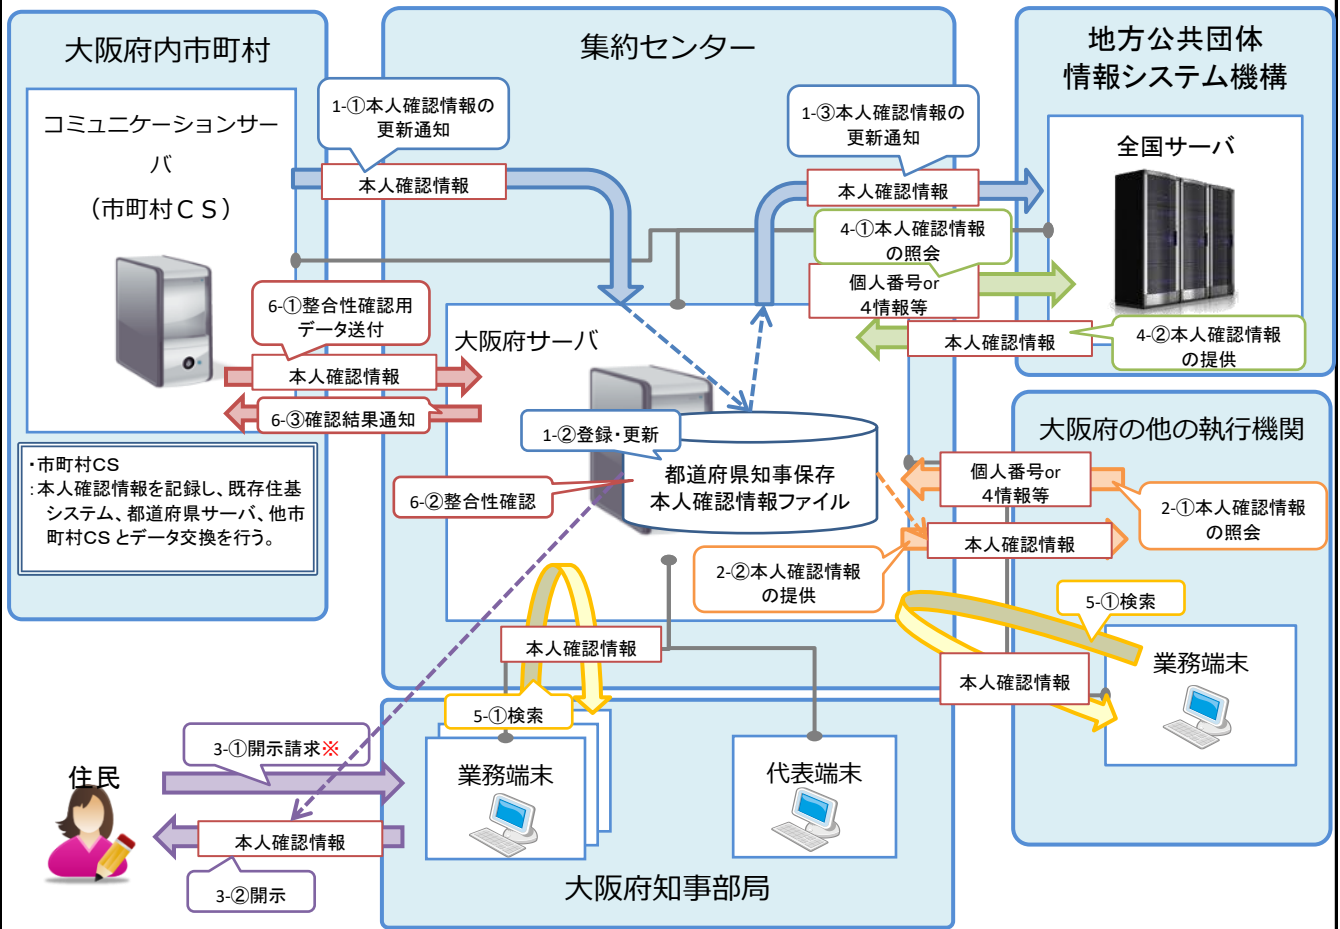 大阪府内市町村
コミュニケーションサー
バ
（市町村ＣＳ）
・市町村CS
：本人確認情報を記録し、既存住基
システム、都道府県サーバ、他市
町村CS とデータ交換を行う。
集約センター
1-①本人確認情報の
更新通知
本人確認情報
1-③本人確認情報の
更新通知
本人確認情報
地方公共団体
情報システム機構
全国サーバ
4-①本人確認情報
の照会
個人番号or
４情報等
本人確認情報
4-②本人確認情報
の提供
6-①整合性確認用
データ送付
本人確認情報
6-③確認結果通知
大阪府サーバ
1-②登録・更新
都道府県知事保存
本人確認情報ファイル
6-②整合性確認
大阪府の他の執行機関
個人番号or
４情報等
2-①本人確認情報
の照会
本人確認情報
2-②本人確認情報
の提供
5-①検索
本人確認情報
業務端末
本人確認情報
5-①検索
業務端末
代表端末
大阪府知事部局
3-①開示請求※
住民
本人確認情報
3-②開示